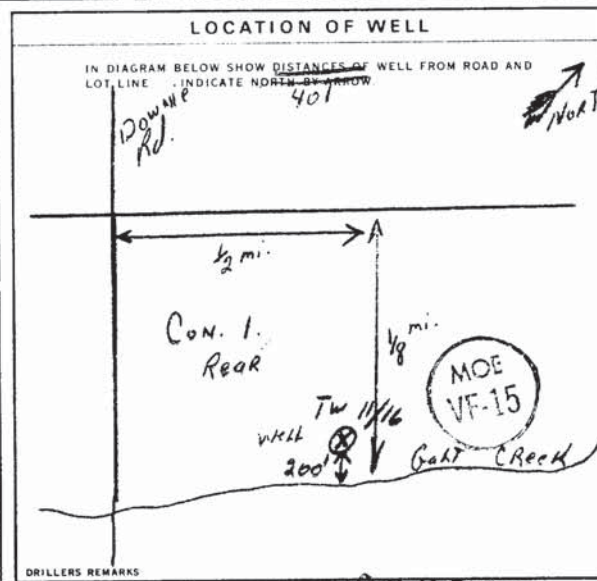 LOCATION OF WELL
IN DIAGRAM BELOW SHOW DISTANCES OF WELL FROM ROAD AND
LOT LINE . INDICATE NORTH BY ARROW.
401
Rd.
NORT
1/2 mi.
1/8 mi.
CON. 1.
REAR
MOE
VF-15
TW 11/16
well
200'
Galt Creek
DRILLERS REMARKS